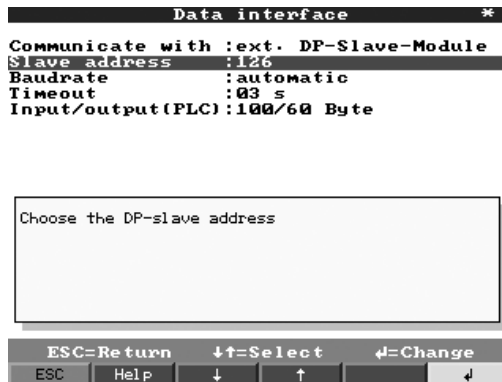 Data interface *
Communicate with :ext. DP-Slave-Module
Slave address :126
Baudrate :automatic
Timeout :03 s
Input/output(PLC):100/60 Byte
Choose the DP-slave address
ESC=Return ↓↑=Select ↲=Change
ESC Help ↓ ↑ ↲